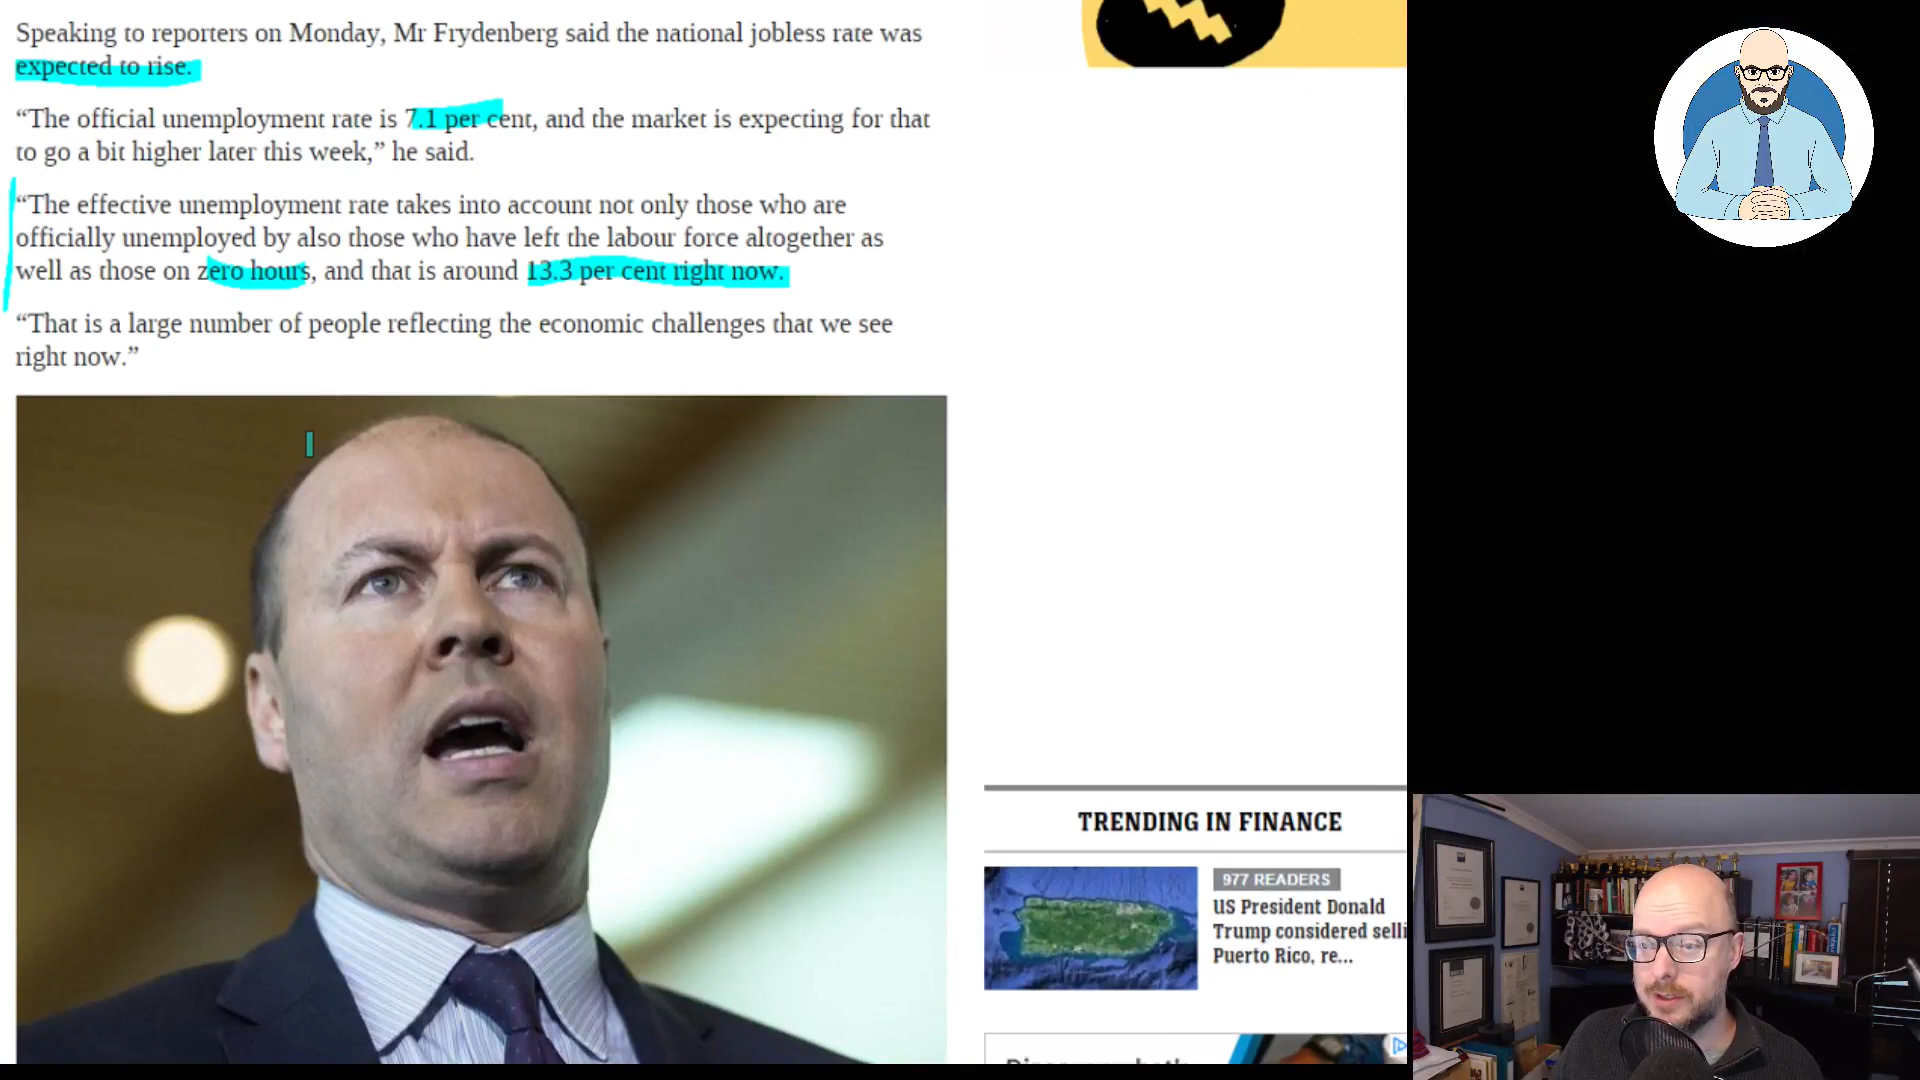 Speaking to reporters on Monday, Mr Frydenberg said the national jobless rate was
expected to rise.
“The official unemployment rate is 7.1 per cent, and the market is expecting for that
to go a bit higher later this week,” he said.
“The effective unemployment rate takes into account not only those who are
officially unemployed by also those who have left the labour force altogether as
well as those on zero hours, and that is around 13.3 per cent right now.
“That is a large number of people reflecting the economic challenges that we see
right now.”
TRENDING IN FINANCE
977 READERS
US President Donald
Trump considered selli
Puerto Rico, re...